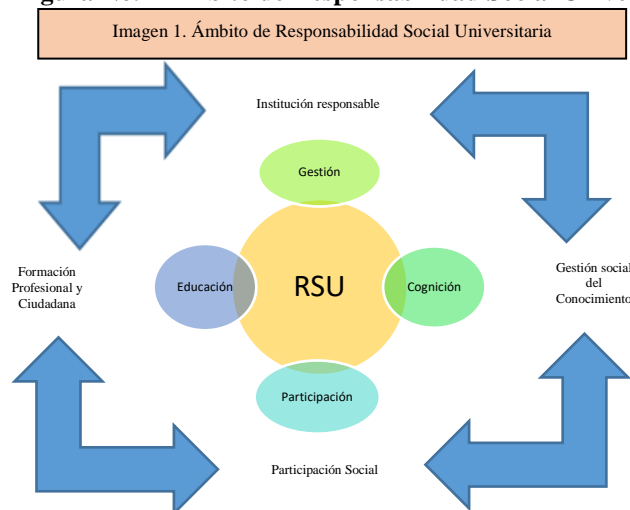 Imagen 1. Ámbito de Responsabilidad Social Universitaria
Institución responsable
Gestión
Formación
Profesional y
Ciudadana
Educación
RSU
Cognición
Gestión social
del
Conocimiento
Participación
Participación Social